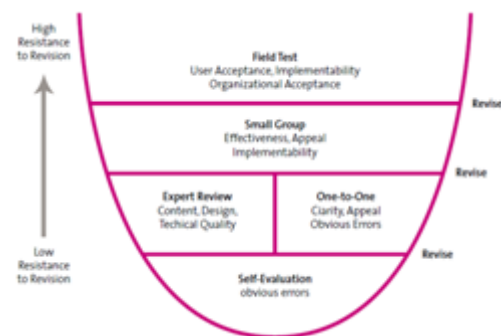 High
Resistance
to Revision
Field Test
User Acceptance, Implementability
Organizational Acceptance
Revise
Small Group
Effectiveness, Appeal
Implementability
Revise
Expert Review
Content, Design,
Techical Quality
One-to-One
Clarity, Appeal
Obvious Errors
Low
Resistance
to Revision
Revise
Self-Evaluation
obvious errors